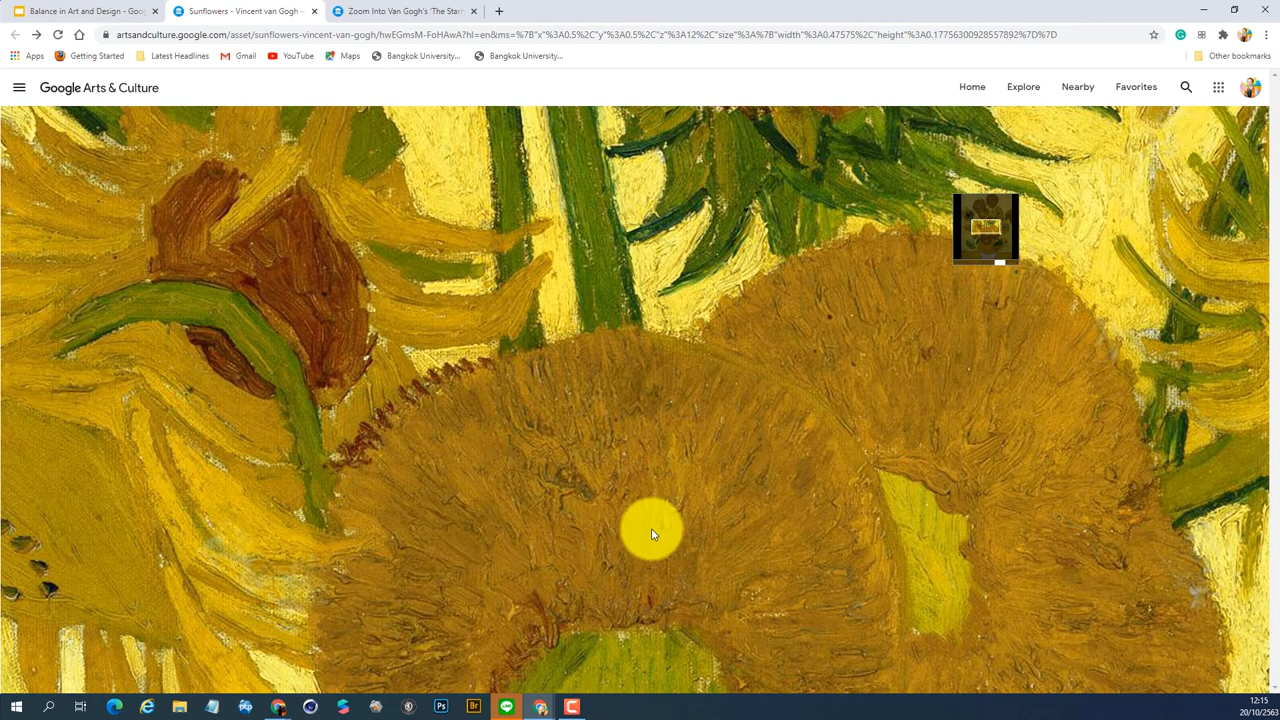 Balance in Art and Design - Goo
Sunflowers - Vincent van Gogh -
Zoom Into Van Gogh's 'The Starr
artsandculture.google.com/asset/sunflowers-vincent-van-gogh/hwEGmsM-FoHAwA?hl=en&ms=%7B"x"%3A0.5%2C"y"%3A0.5%2C"z"%3A12%2C"size"%3A%7B"width"%3A0.47575%2C"height"%3A0.17756300928557892%7D%7D
Apps
Getting Started
Latest Headlines
Gmail
YouTube
Maps
Bangkok University...
Bangkok University...
Other bookmarks
Google Arts & Culture
Home
Explore
Nearby
Favorites
Ps
Br
12:15
20/10/2563